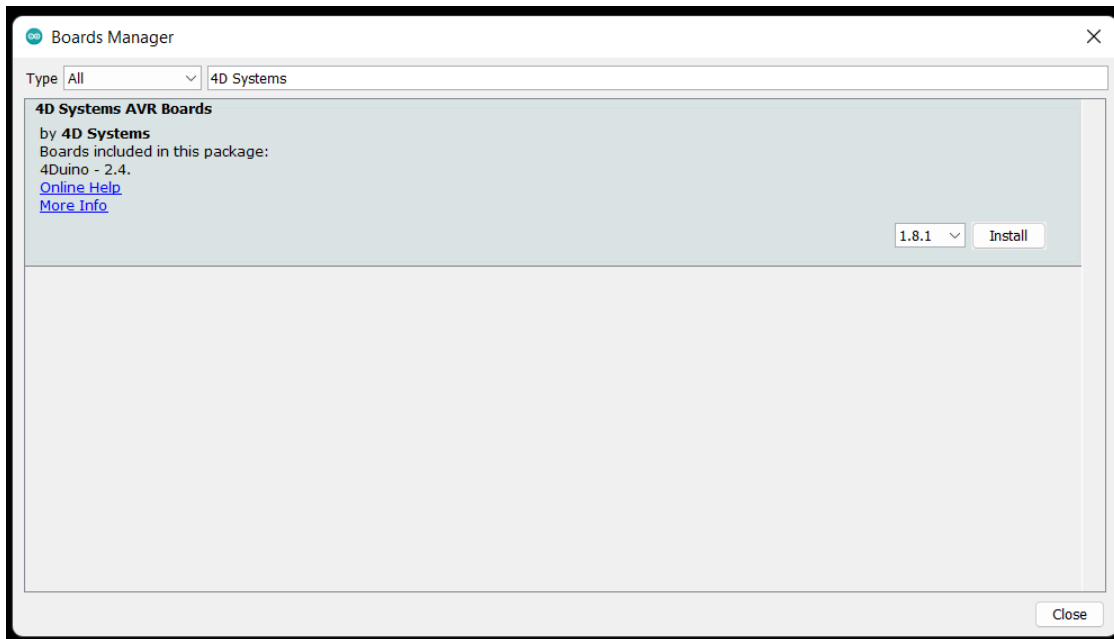 Boards Manager
Type All 4D Systems
4D Systems AVR Boards
by 4D Systems
Boards included in this package:
4Duino - 2.4.
Online Help
More Info
1.8.1 Install
Close